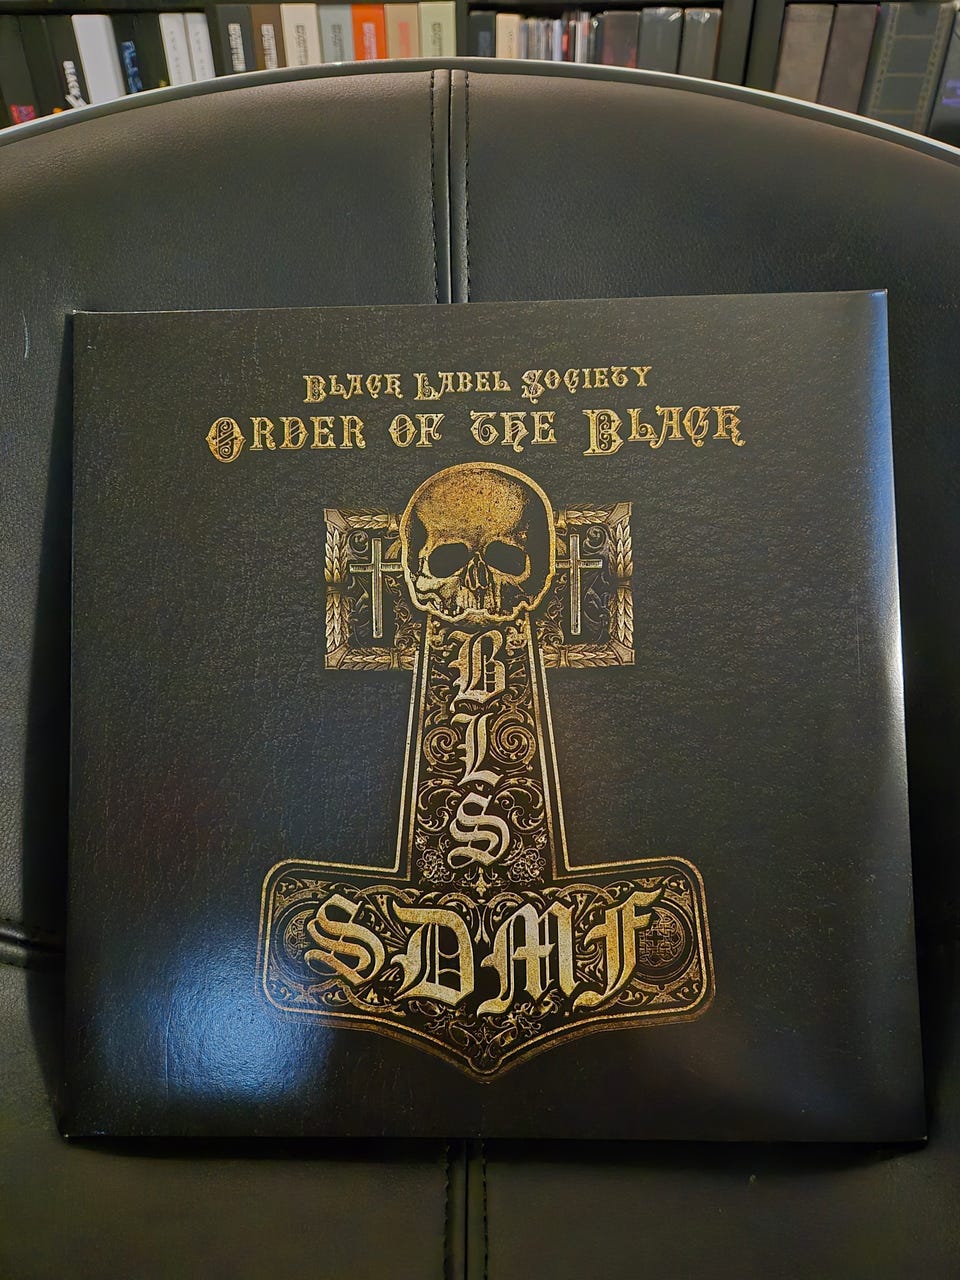 Black Label Society
Order of the Black
B
L
S
SDMF